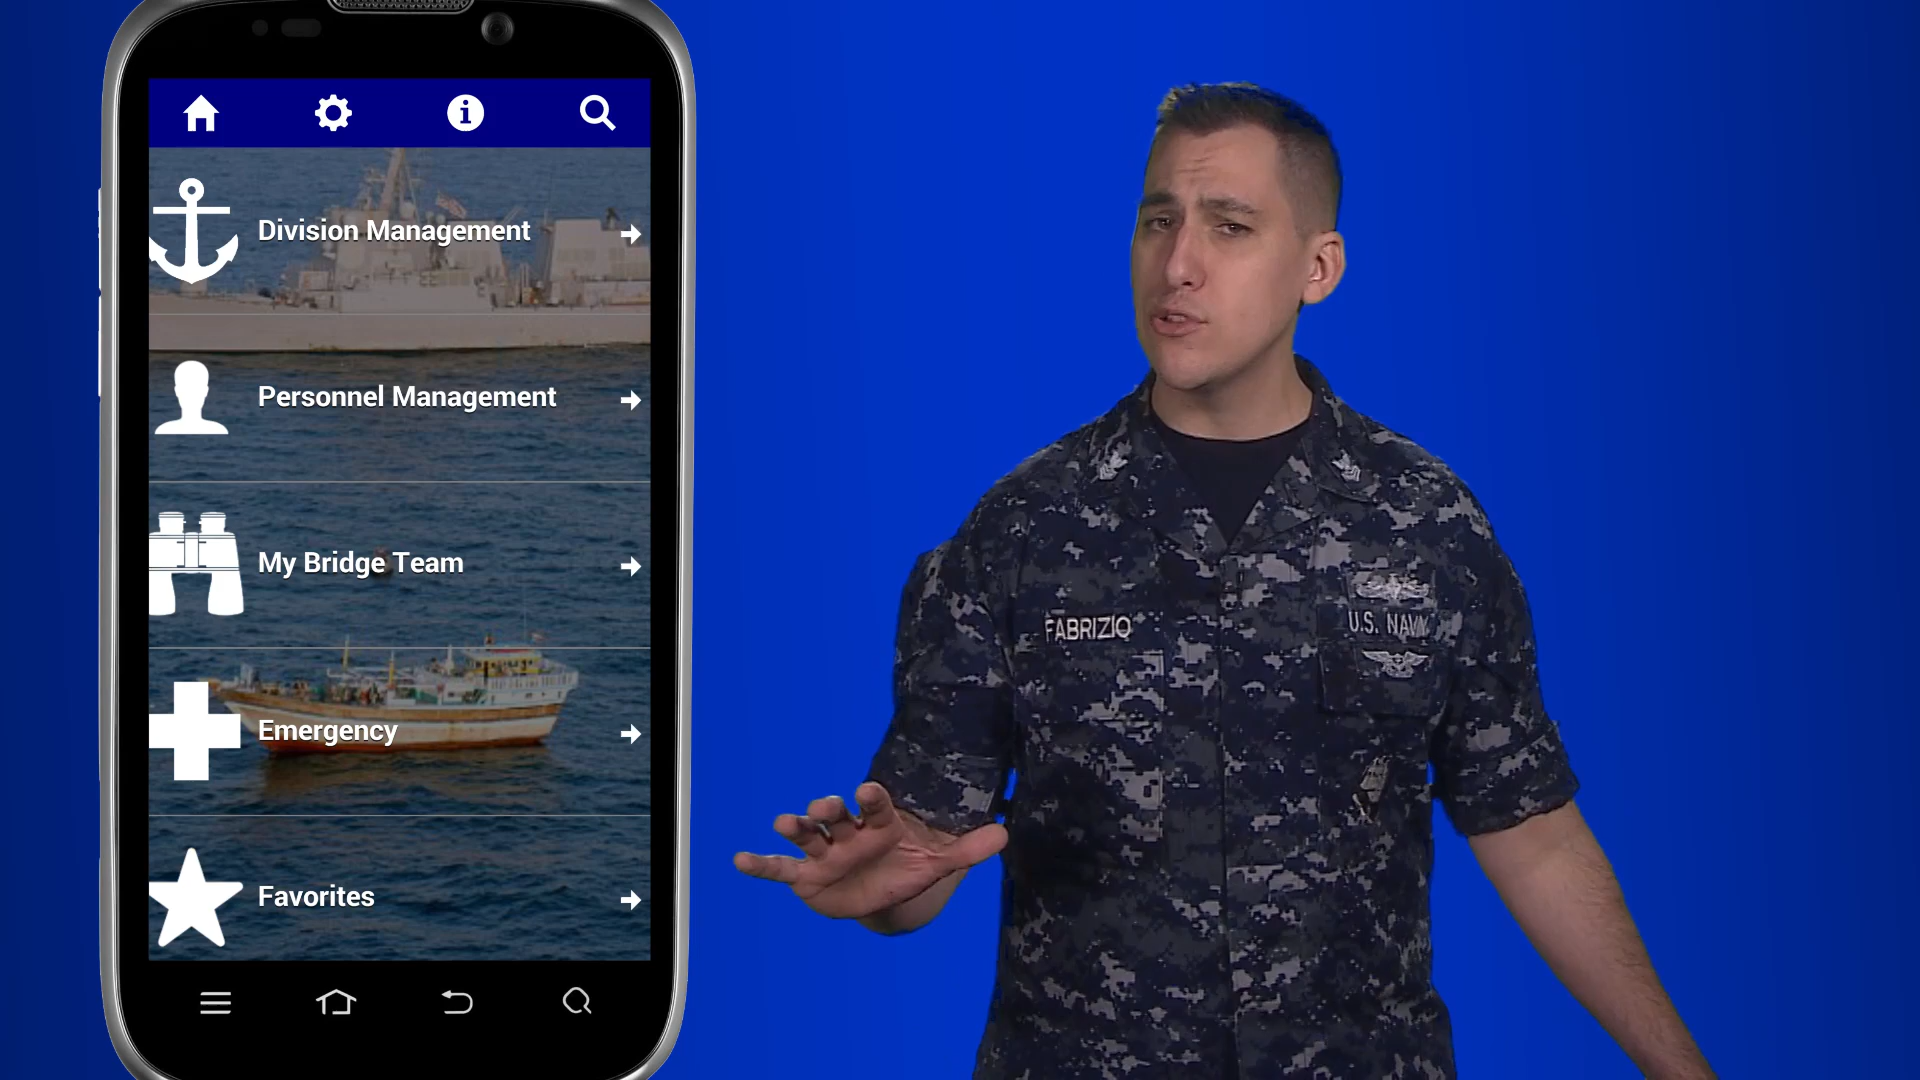 Division Management
Personnel Management
My Bridge Team
Emergency
Favorites
FABRIZIO
U.S. NAVY